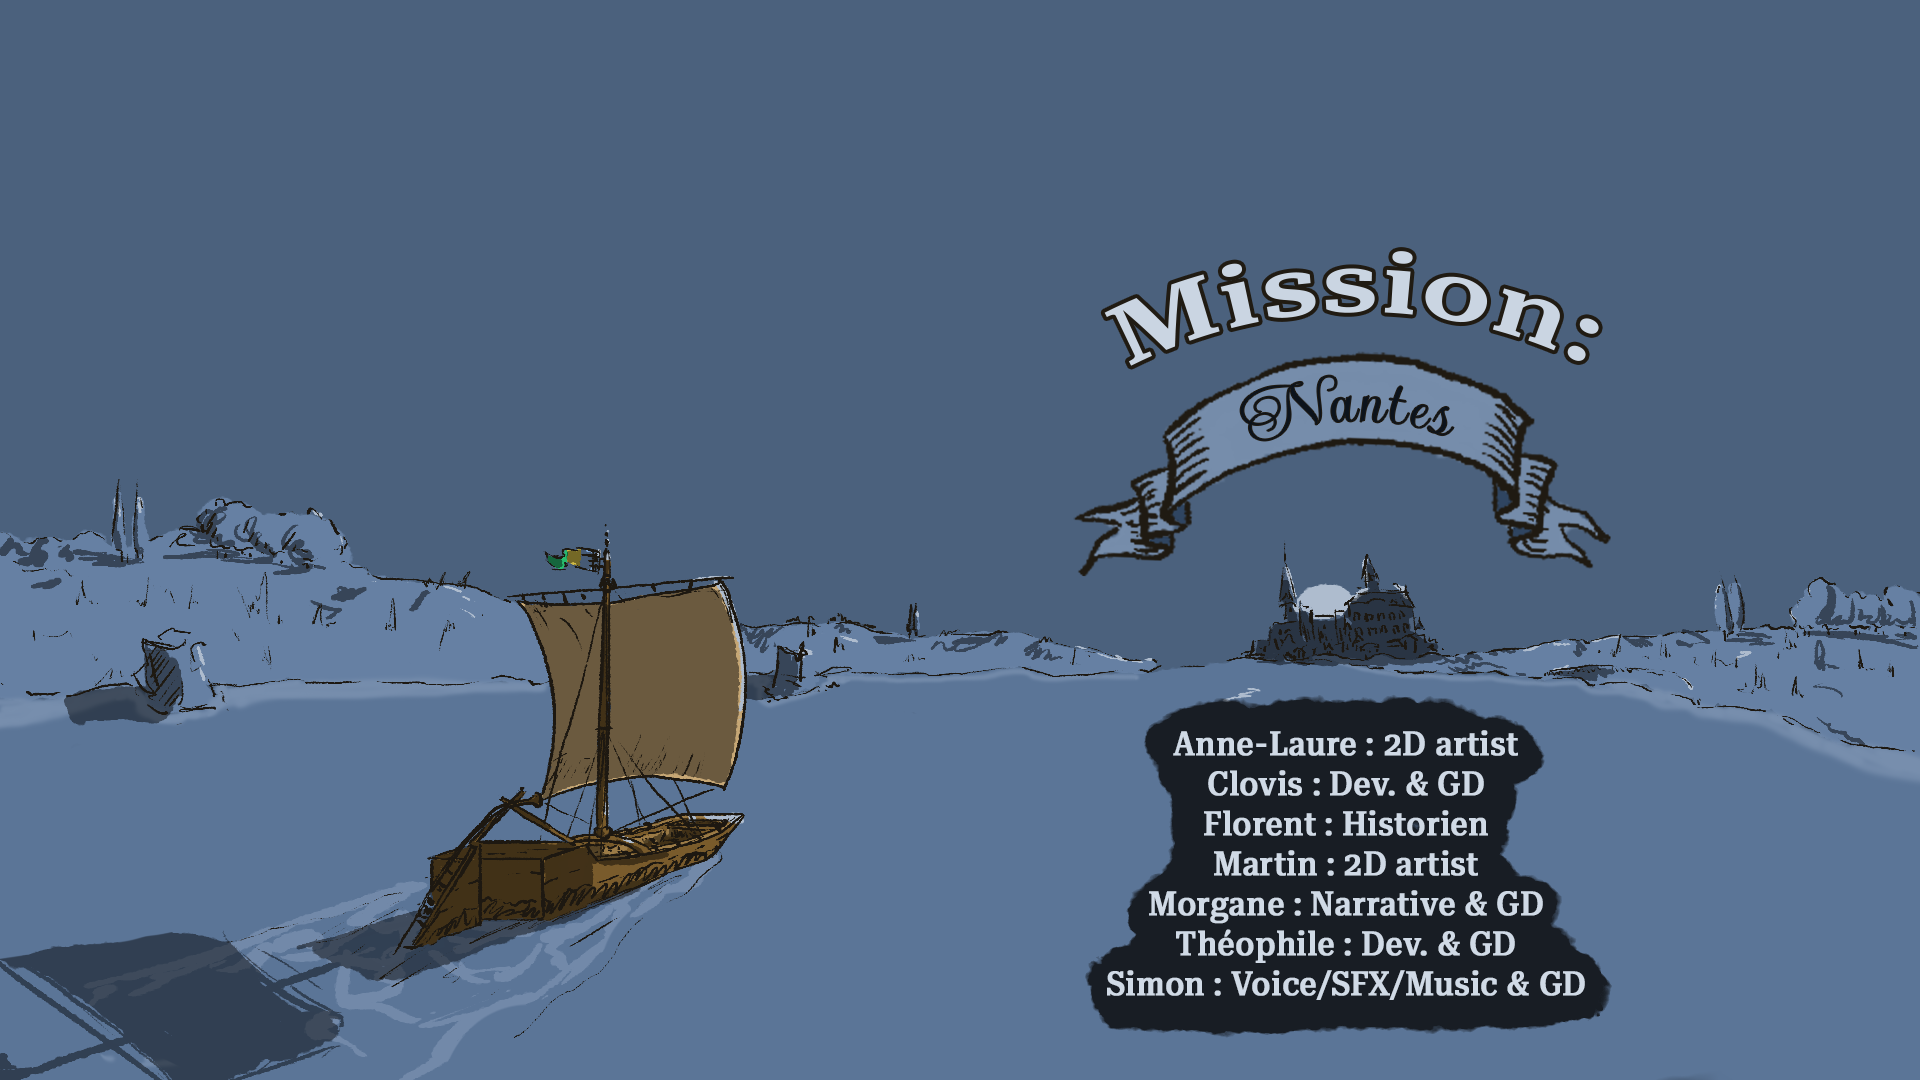 Mission:
Nantes
Anne-Laure : 2D artist
Clovis : Dev. & GD
Florent : Historien
Martin : 2D artist
Morgane : Narrative & GD
Théophile : Dev. & GD
Simon : Voice/SFX/Music & GD